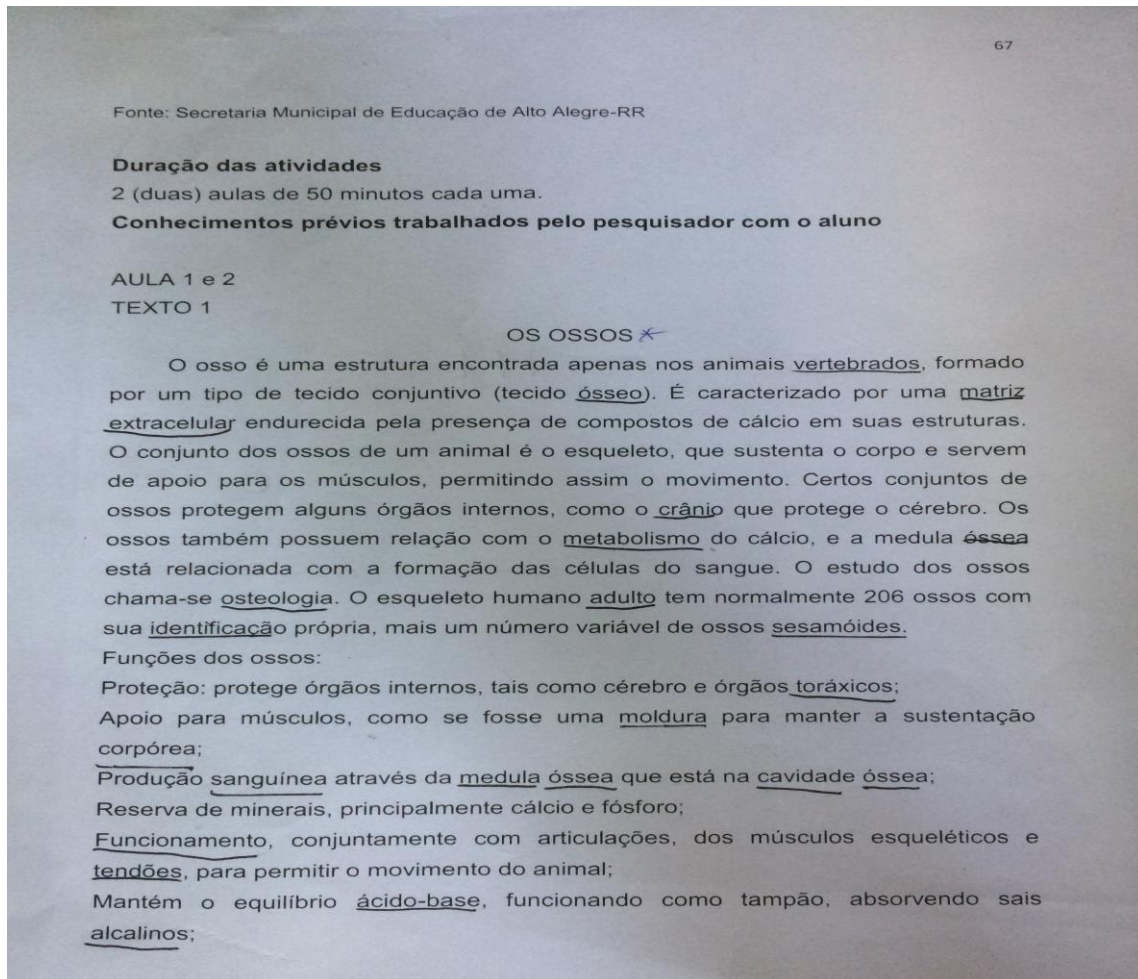 67
Fonte: Secretaria Municipal de Educação de Alto Alegre-RR
Duração das atividades
2 (duas) aulas de 50 minutos cada uma.
Conhecimentos prévios trabalhados pelo pesquisador com o aluno
AULA 1 e 2
TEXTO 1
OS OSSOS
O osso é uma estrutura encontrada apenas nos animais vertebrados, formado
por um tipo de tecido conjuntivo (tecido ósseo). É caracterizado por uma matriz
extracelular endurecida pela presença de compostos de cálcio em suas estruturas.
O conjunto dos ossos de um animal é o esqueleto, que sustenta o corpo e servem
de apoio para os músculos, permitindo assim o movimento. Certos conjuntos de
ossos protegem alguns órgãos internos, como o crânio que protege o cérebro. Os
ossos também possuem relação com o metabolismo do cálcio, e a medula óssea
está relacionada com a formação das células do sangue. O estudo dos ossos
chama-se osteologia. O esqueleto humano adulto tem normalmente 206 ossos com
sua identificação própria, mais um número variável de ossos sesamóides.
Funções dos ossos:
Proteção: protege órgãos internos, tais como cérebro e órgãos toráxicos;
Apoio para músculos, como se fosse uma moldura para manter a sustentação
corpórea;
Produção sanguínea através da medula óssea que está na cavidade óssea;
Reserva de minerais, principalmente cálcio e fósforo;
Funcionamento, conjuntamente com articulações, dos músculos esqueléticos e
tendões, para permitir o movimento do animal;
Mantém o equilíbrio ácido-base, funcionando como tampão, absorvendo sais
alcalinos;